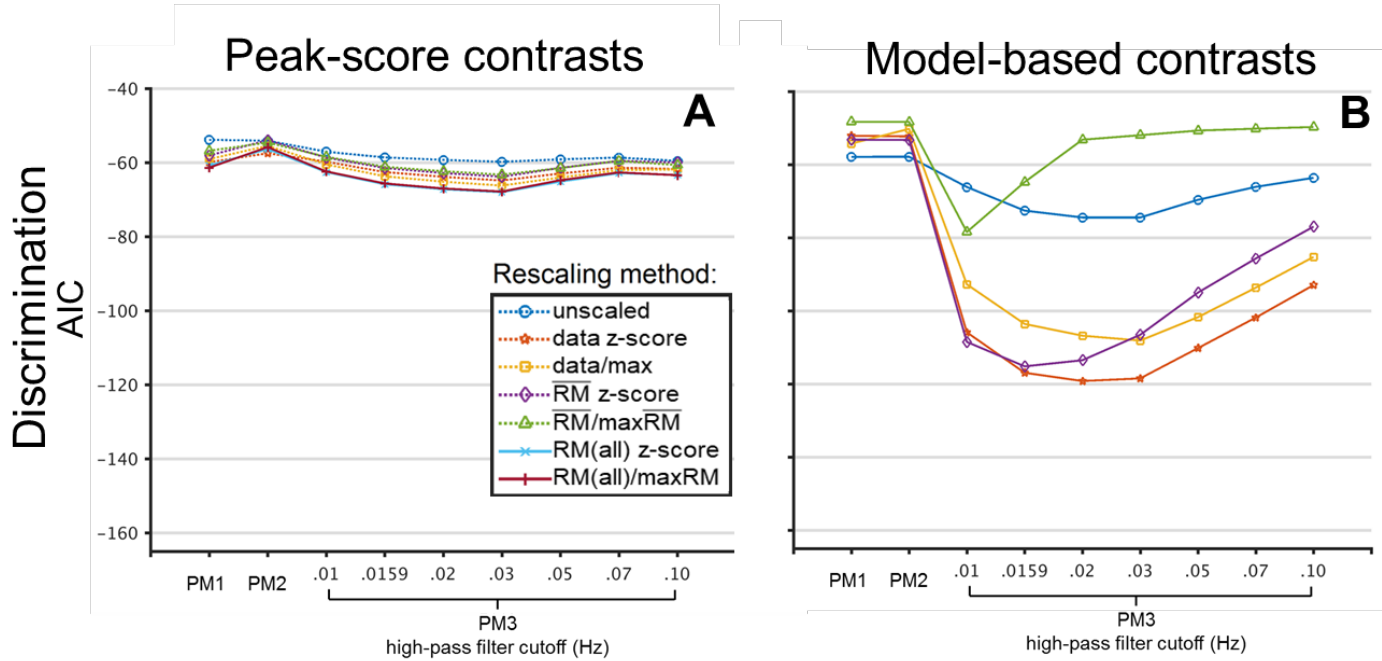 Peak-score contrasts
Model-based contrasts
A
B
Discrimination
AIC
−40
−60
−80
−100
−120
−140
−160
Rescaling method:
unscaled
data z-score
data/max
R̅M̅ z-score
R̅M̅/maxR̅M̅
RM(all) z-score
RM(all)/maxRM
PM1 PM2 .01 .0159 .02 .03 .05 .07 .10
PM3
high-pass filter cutoff (Hz)
PM1 PM2 .01 .0159 .02 .03 .05 .07 .10
PM3
high-pass filter cutoff (Hz)